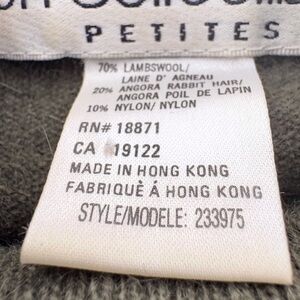 PETITES
70% LAMBSWOOL/
LAINE D' AGNEAU
20% ANGORA RABBIT HAIR/
ANGORA POIL DE LAPIN
10% NYLON/ NYLON
RN# 18871
CA 19122
MADE IN HONG KONG
FABRIQUÈ Á HONG KONG
STYLE/MODELE: 233975